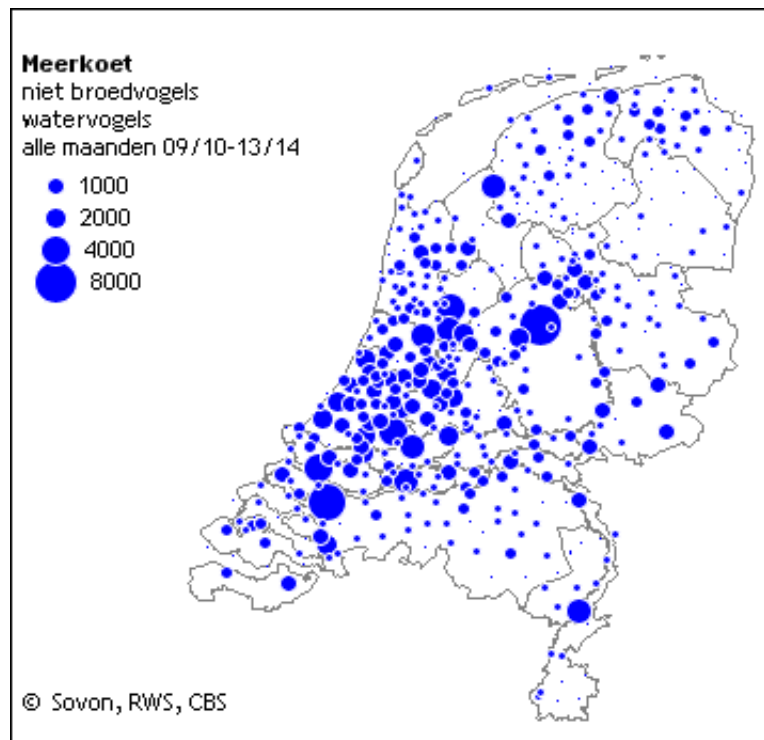 Meerkoet
niet broedvogels
watervogels
alle maanden 09/10-13/14
1000
2000
4000
8000
© Sovon, RWS, CBS